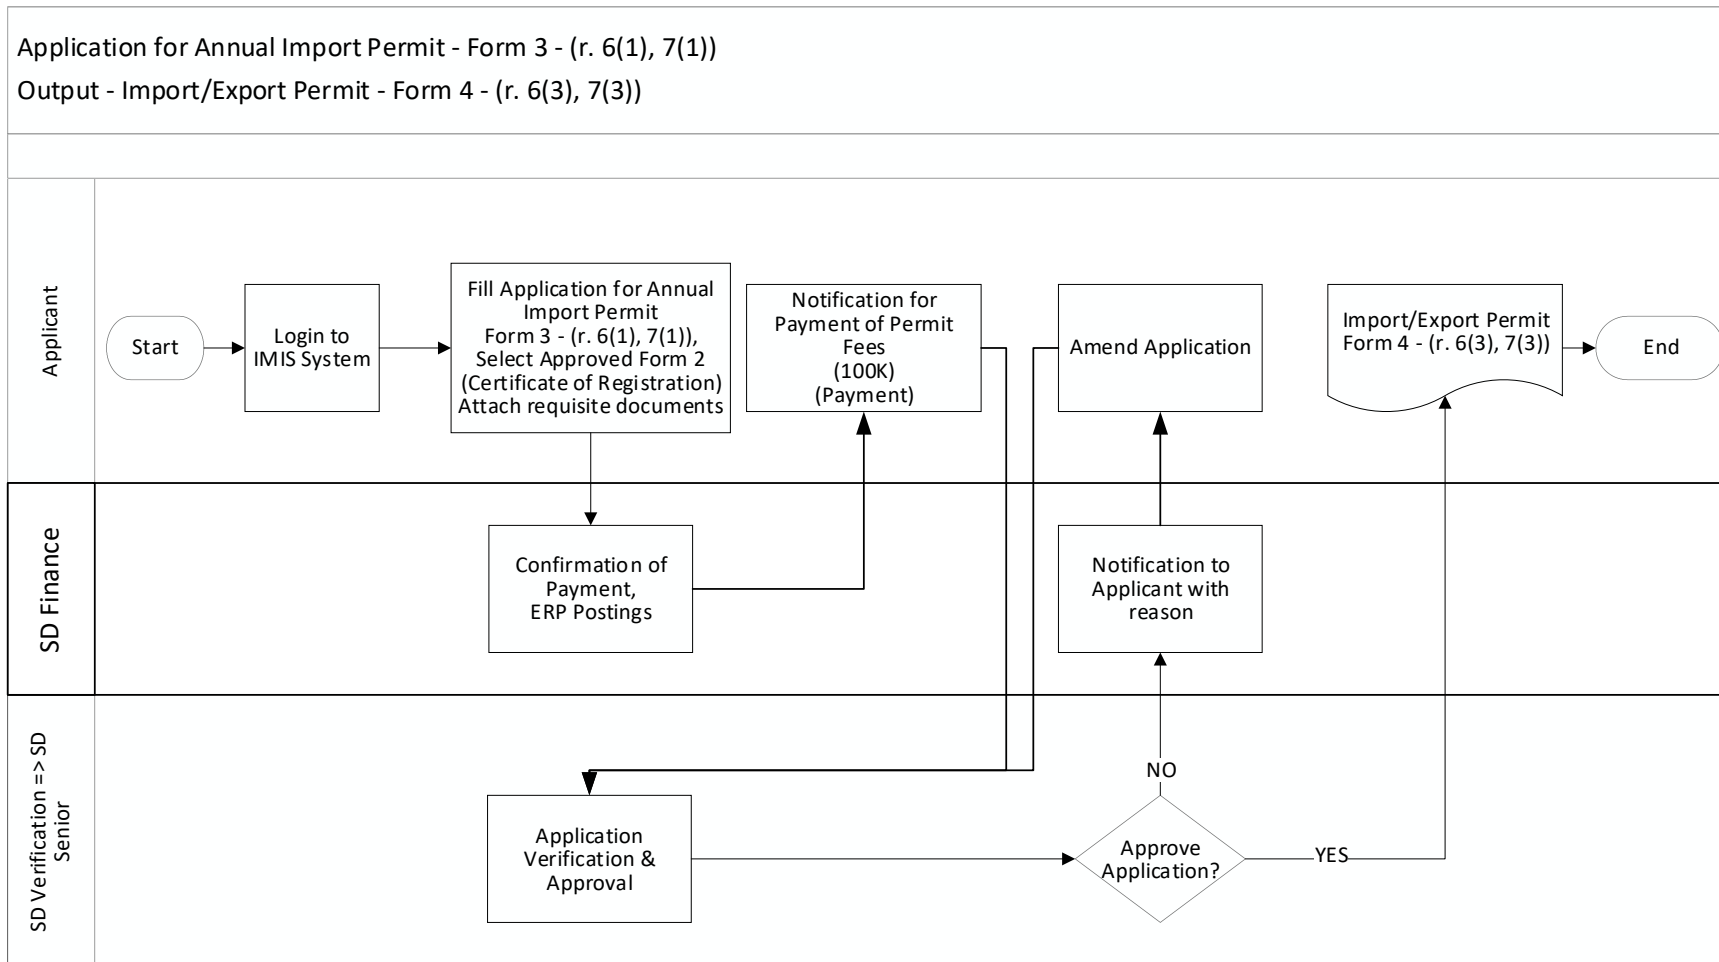 Application for Annual Import Permit - Form 3 - (r. 6(1), 7(1))
Output - Import/Export Permit - Form 4 - (r. 6(3), 7(3))
Applicant
Start
Login to
IMIS System
Fill Application for Annual
Import Permit
Form 3 - (r. 6(1), 7(1)),
Select Approved Form 2
(Certificate of Registration)
Attach requisite documents
Notification for
Payment of Permit
Fees
(100K)
(Payment)
Amend Application
Import/Export Permit
Form 4 - (r. 6(3), 7(3))
End
SD Finance
Confirmation of
Payment,
ERP Postings
Notification to
Applicant with
reason
SD Verification => SD
Senior
Application
Verification &
Approval
NO
Approve
Application?
YES